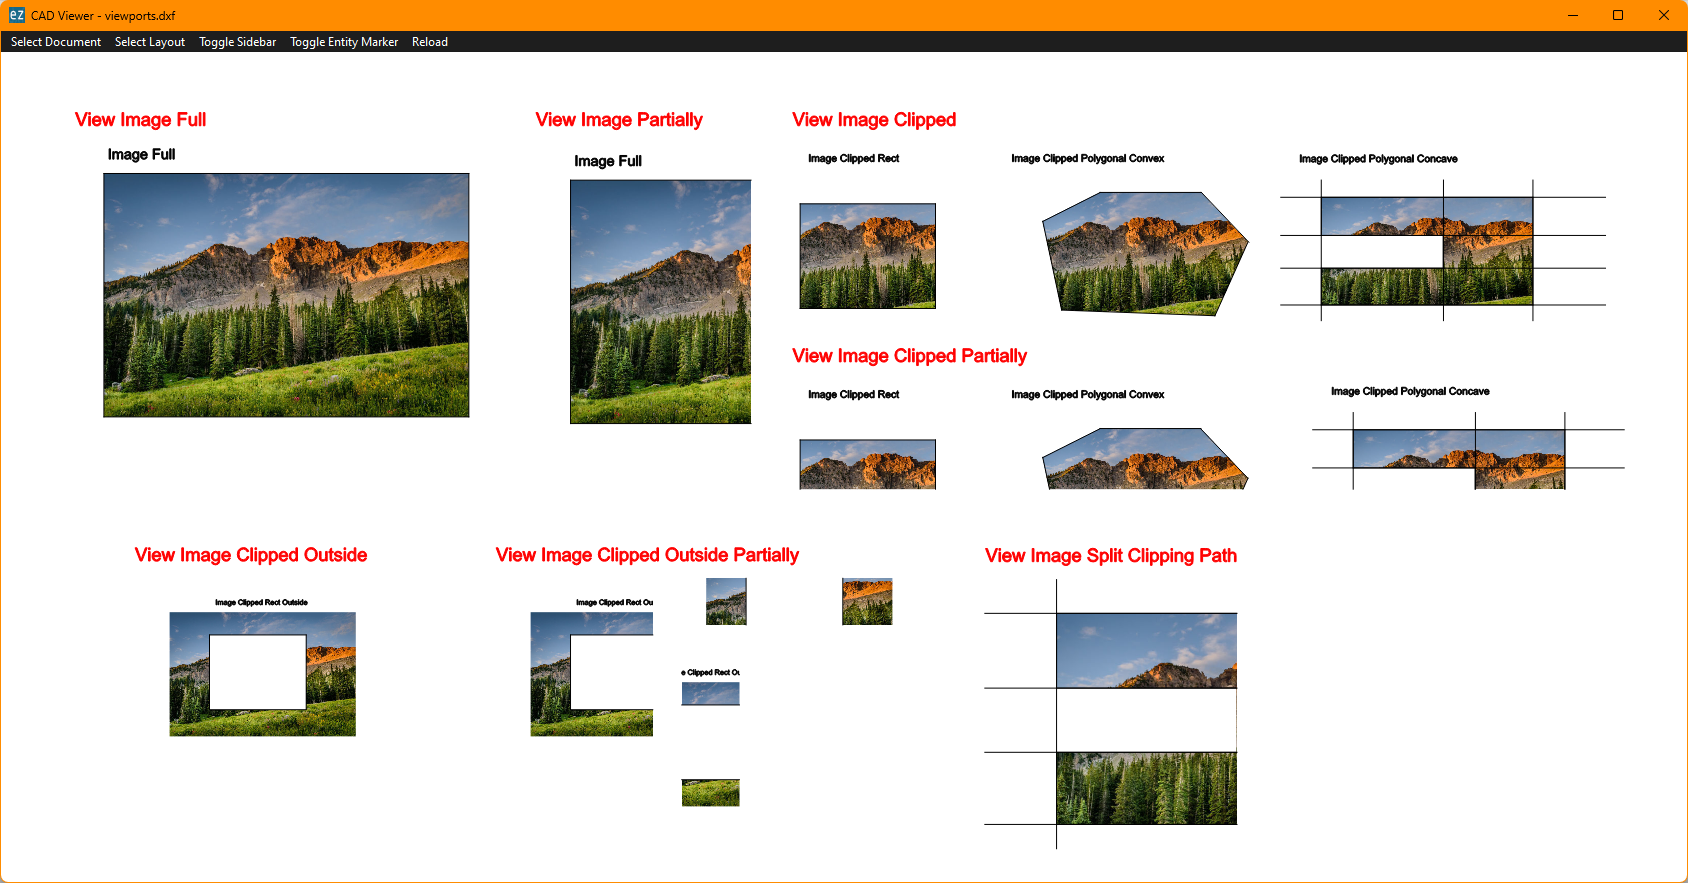 ez CAD Viewer - viewports.dxf
Select Document Select Layout Toggle Sidebar Toggle Entity Marker Reload
View Image Full
Image Full
View Image Partially
Image Full
View Image Clipped
Image Clipped Rect
Image Clipped Polygonal Convex
Image Clipped Polygonal Concave
View Image Clipped Partially
Image Clipped Rect
Image Clipped Polygonal Convex
Image Clipped Polygonal Concave
View Image Clipped Outside
Image Clipped Rect Outside
View Image Clipped Outside Partially
Image Clipped Rect Ou
e Clipped Rect Ou
View Image Split Clipping Path